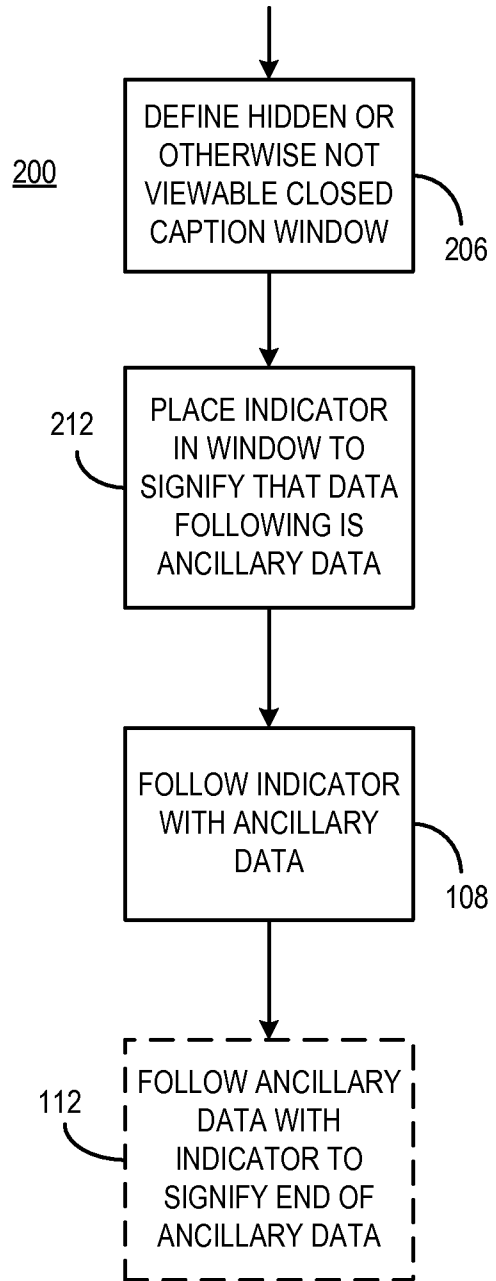 200
DEFINE HIDDEN OR
OTHERWISE NOT
VIEWABLE CLOSED
CAPTION WINDOW
206
212
PLACE INDICATOR
IN WINDOW TO
SIGNIFY THAT DATA
FOLLOWING IS
ANCILLARY DATA
FOLLOW INDICATOR
WITH ANCILLARY
DATA
108
112
FOLLOW ANCILLARY
DATA WITH
INDICATOR TO
SIGNIFY END OF
ANCILLARY DATA